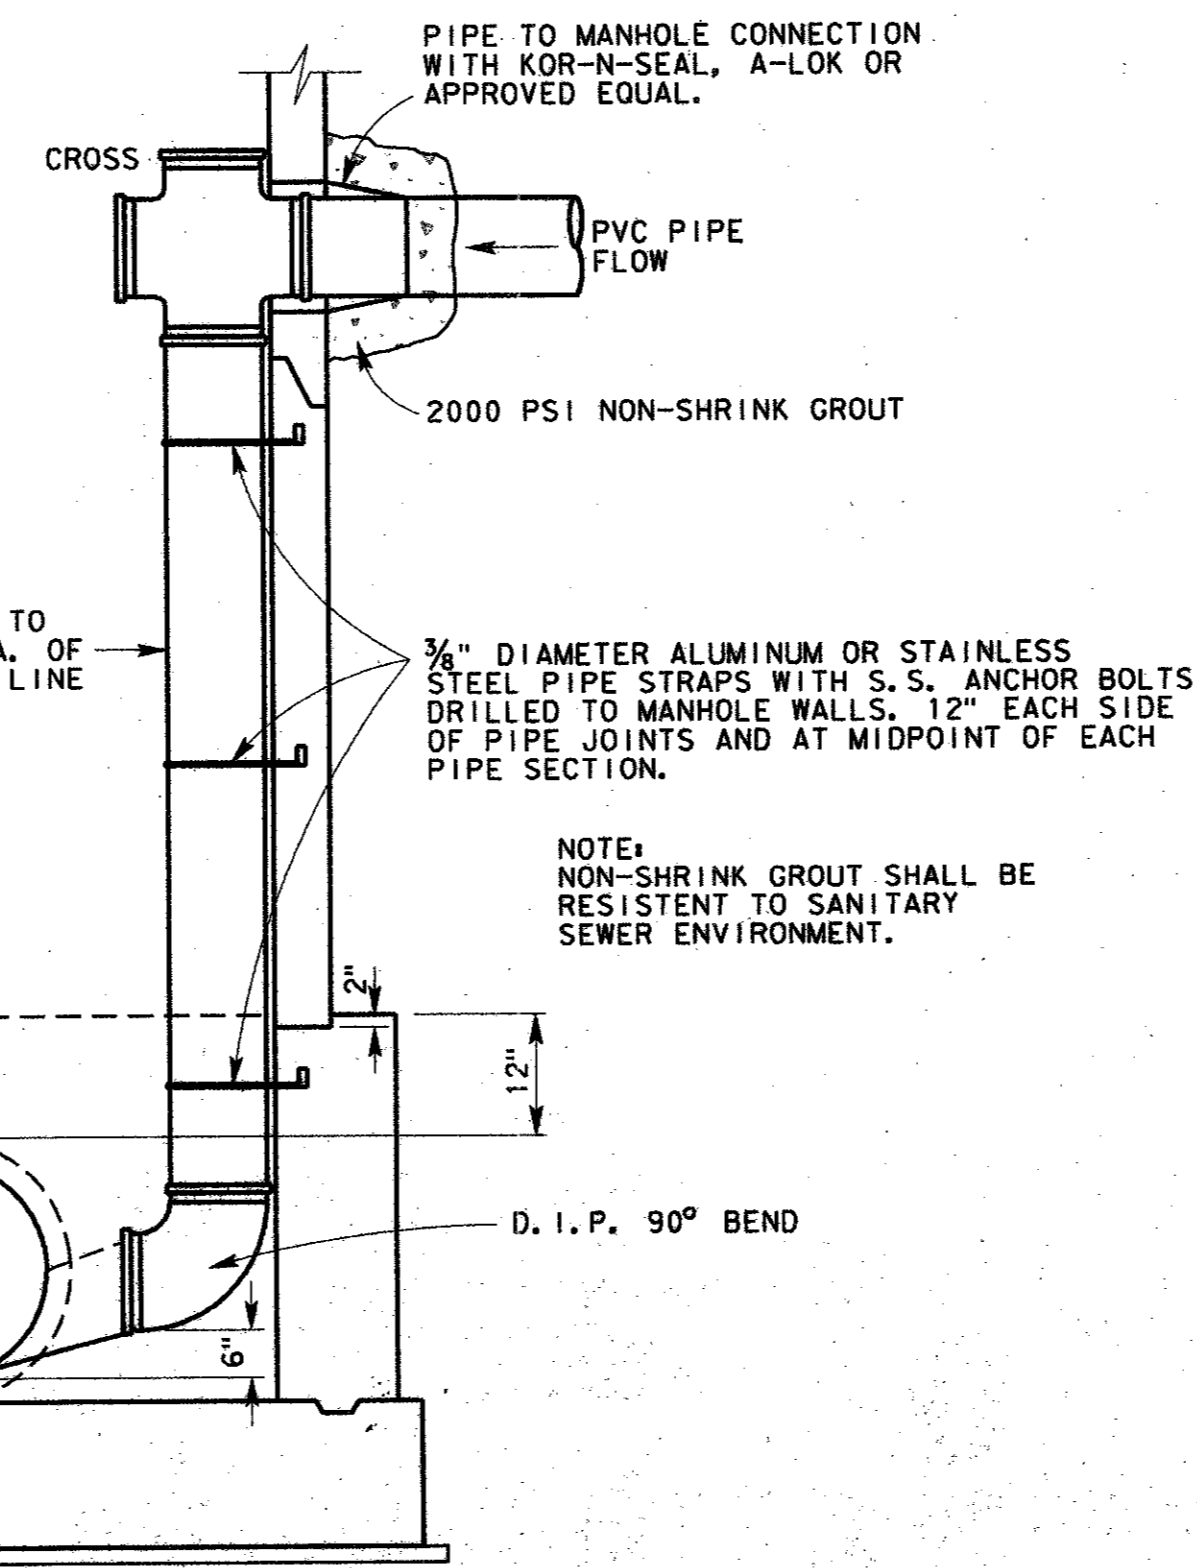 PIPE TO MANHOLE CONNECTION
WITH KOR-N-SEAL, A-LOK OR
APPROVED EQUAL.
CROSS
PVC PIPE
FLOW
2000 PSI NON-SHRINK GROUT
TO
OF
LINE
3/8" DIAMETER ALUMINUM OR STAINLESS
STEEL PIPE STRAPS WITH S.S. ANCHOR BOLTS
DRILLED TO MANHOLE WALLS. 12" EACH SIDE
OF PIPE JOINTS AND AT MIDPOINT OF EACH
PIPE SECTION.
NOTE:
NON-SHRINK GROUT SHALL BE
RESISTENT TO SANITARY
SEWER ENVIRONMENT.
2"
12"
D.I.P. 90° BEND
6"